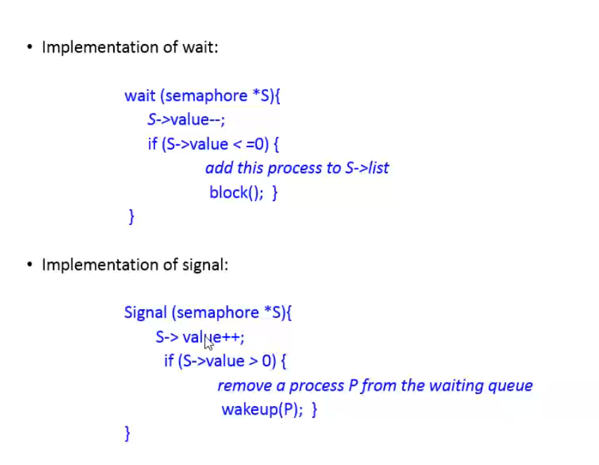 • Implementation of wait:
wait (semaphore *S){
S->value--;
if (S->value < =0) {
add this process to S->list
block(); }
}
• Implementation of signal:
Signal (semaphore *S){
S-> value++;
if (S->value > 0) {
remove a process P from the waiting queue
wakeup(P); }
}